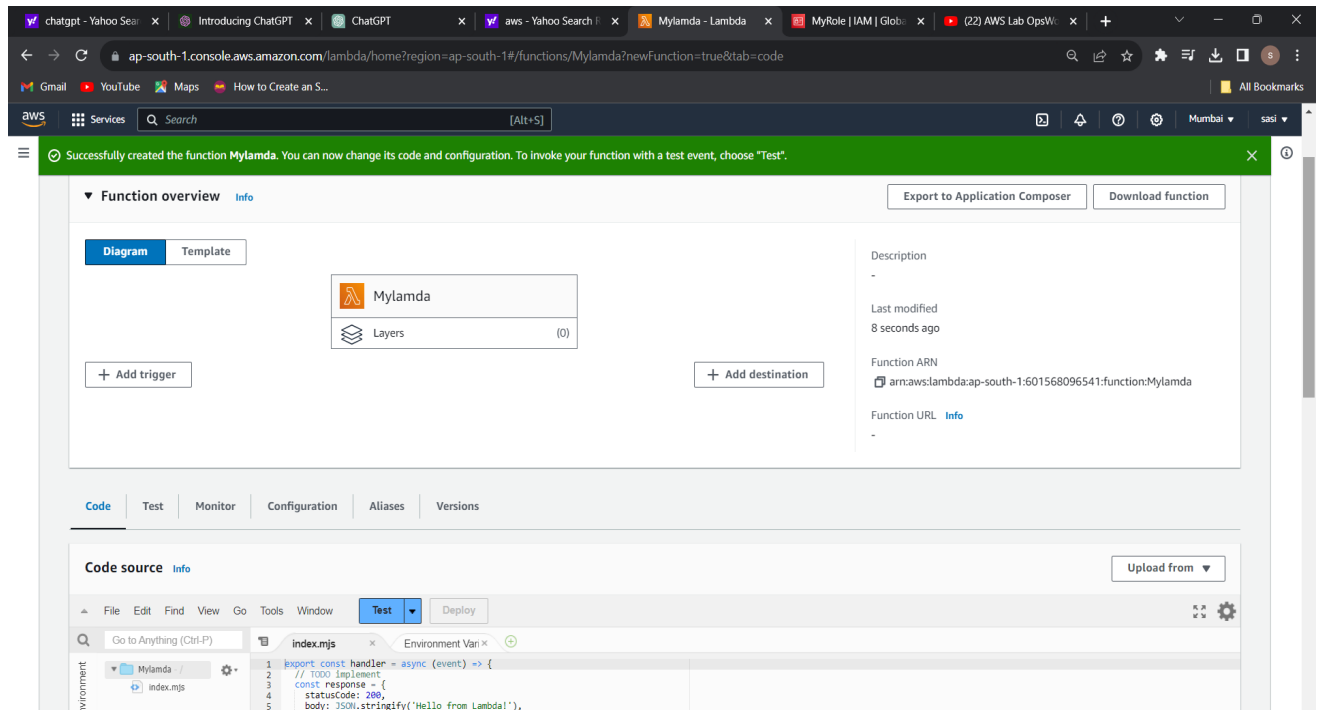 chatgpt - Yahoo Sear
Introducing ChatGPT
ChatGPT
aws - Yahoo Search R
Mylamda - Lambda
MyRole | IAM | Globa
(22) AWS Lab OpsWo
ap-south-1.console.aws.amazon.com/lambda/home?region=ap-south-1#/functions/Mylamda?newFunction=true&tab=code
s
Gmail YouTube Maps How to Create an S... All Bookmarks
aws Services Search [Alt+S] Mumbai sasi
Successfully created the function Mylamda. You can now change its code and configuration. To invoke your function with a test event, choose "Test".
Function overview Info Export to Application Composer Download function
Diagram Template
Description
-
Mylamda
Last modified
Layers (0)
8 seconds ago
Add trigger Add destination
Function ARN
arn:aws:lambda:ap-south-1:601568096541:function:Mylamda
Function URL Info
-
Code Test Monitor Configuration Aliases Versions
Code source Info Upload from
File Edit Find View Go Tools Window Test Deploy
Go to Anything (Ctrl-P) index.mjs Environment Vari
Mylamda - /
index.mjs
1 export const handler = async (event) => {
2 // TODO implement
3 const response = {
4 statusCode: 200,
5 body: JSON.stringify('Hello from Lambda!'),